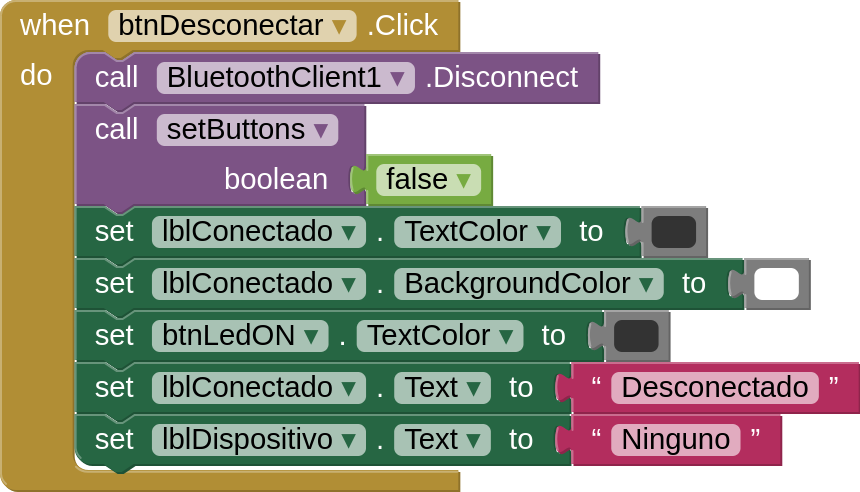 when btnDesconectar .Click
do call BluetoothClient1 .Disconnect
call setButtons
boolean false
set lblConectado . TextColor to
set lblConectado . BackgroundColor to
set btnLedON . TextColor to
set lblConectado . Text to “ Desconectado ”
set lblDispositivo . Text to “ Ninguno ”